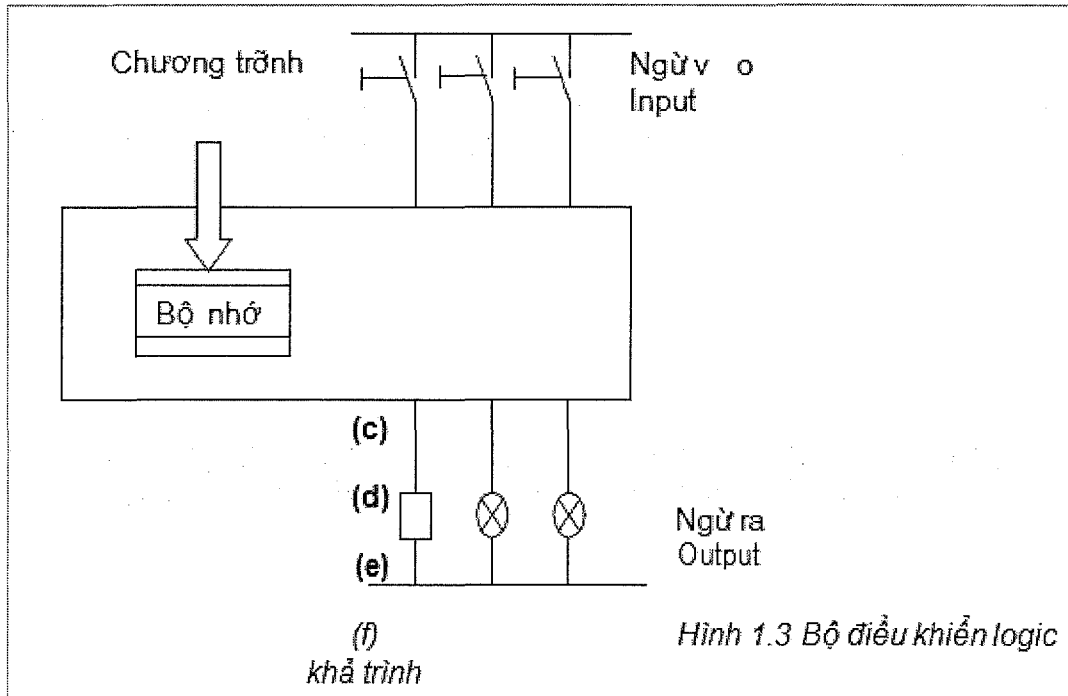 Chương trỡnh
Ngừ v o
Input
Bộ nhớ
(c)
(d)
(e)
Ngừ ra
Output
(f)
Hình 1.3 Bộ điều khiển logic
khả trình